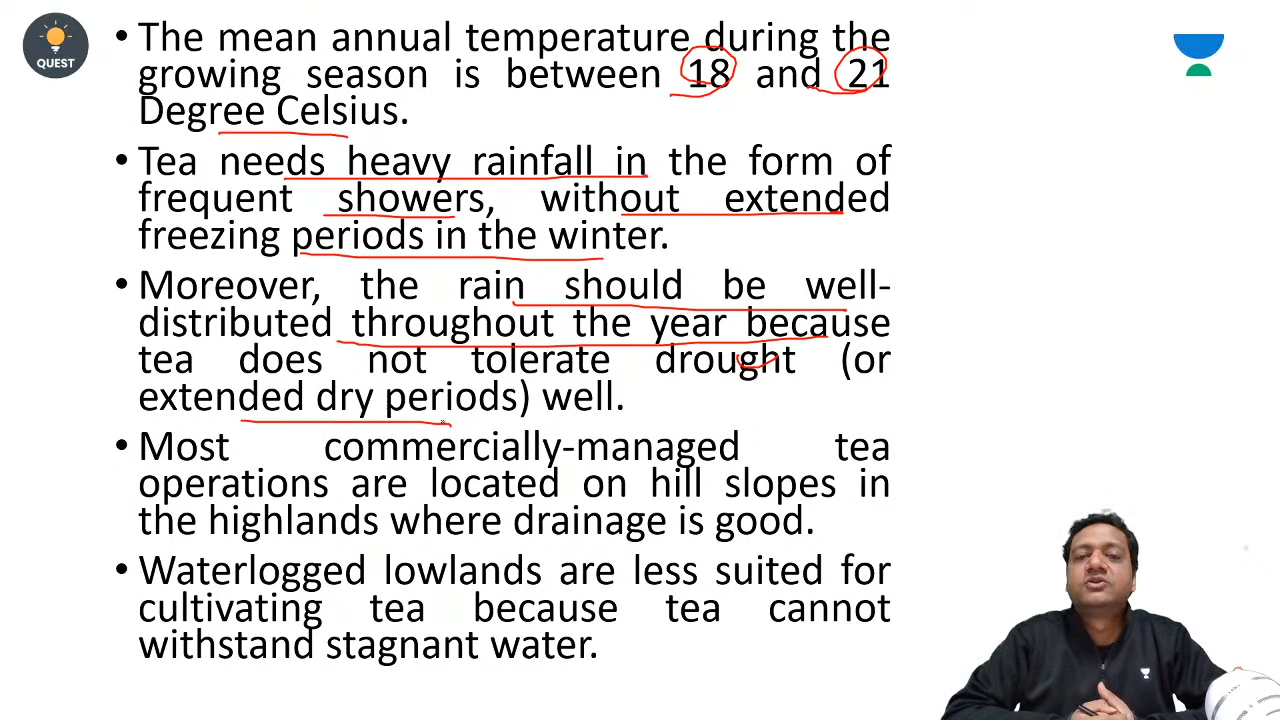 QUEST
• The mean annual temperature during the
growing season is between 18 and 21
Degree Celsius.
• Tea needs heavy rainfall in the form of
frequent showers, without extended
freezing periods in the winter.
• Moreover, the rain should be well-
distributed throughout the year because
tea does not tolerate drought (or
extended dry periods) well.
• Most commercially-managed tea
operations are located on hill slopes in
the highlands where drainage is good.
• Waterlogged lowlands are less suited for
cultivating tea because tea cannot
withstand stagnant water.